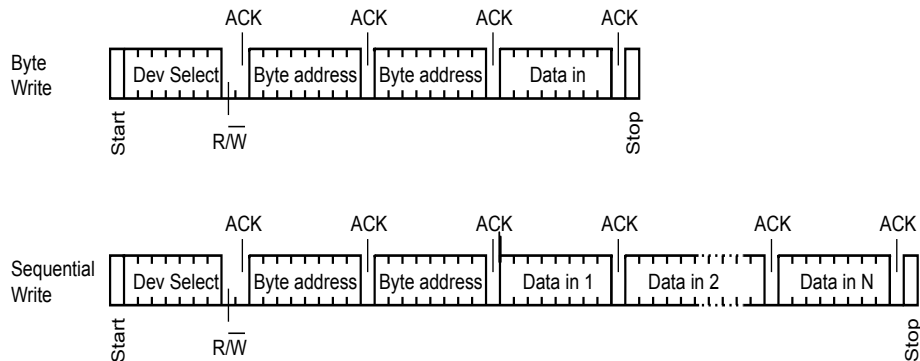 ACK ACK ACK ACK
Byte
Write
Dev Select Byte address Byte address Data in
Start
R/W̅
Stop
ACK ACK ACK ACK ACK ACK
Sequential
Write
Dev Select Byte address Byte address Data in 1 Data in 2 Data in N
Start
R/W̅
Stop